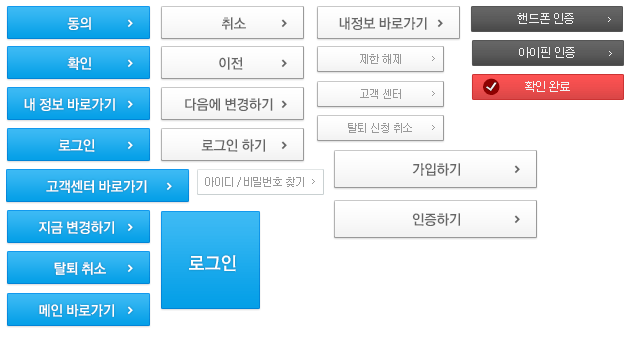 동의
취소
내정보 바로가기
핸드폰 인증
확인
이전
제한 해제
아이핀 인증
내 정보 바로가기
다음에 변경하기
고객 센터
확인 완료
로그인
로그인 하기
탈퇴 신청 취소
가입하기
고객센터 바로가기
아이디 / 비밀번호 찾기
지금 변경하기
인증하기
탈퇴 취소
로그인
메인 바로가기